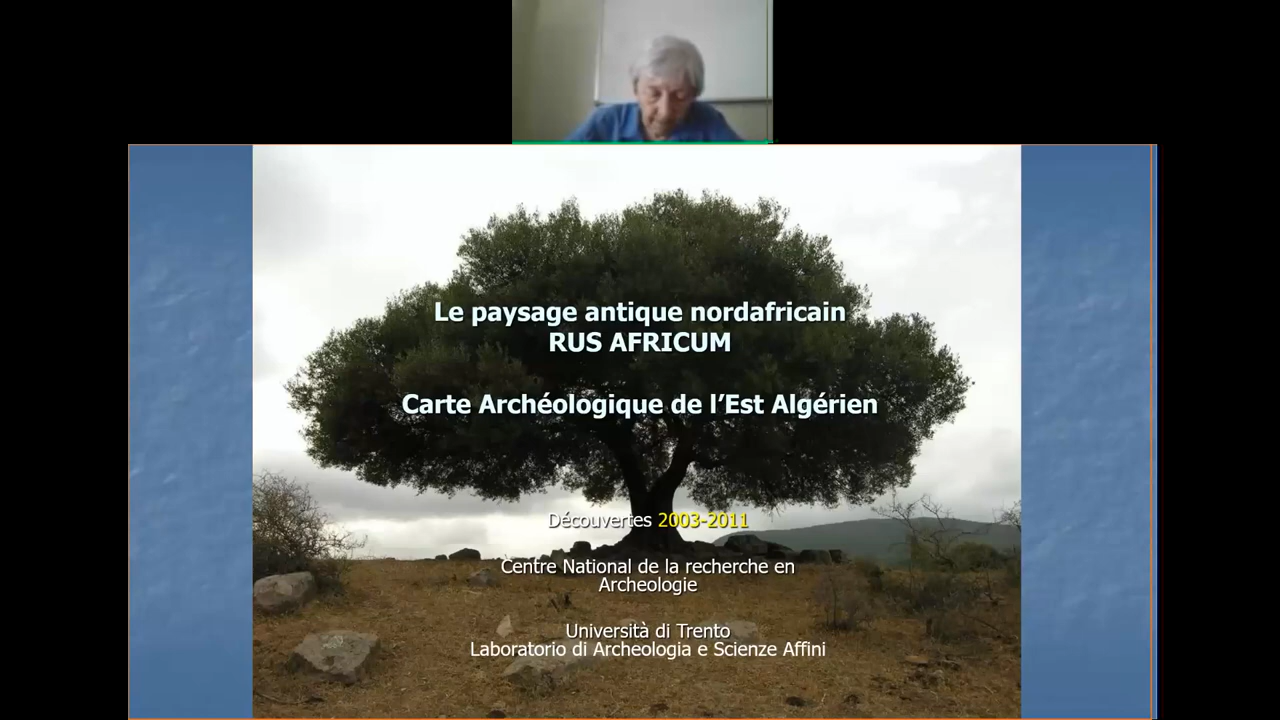 Le paysage antique nordafricain
RUS AFRICUM
Carte Archéologique de l'Est Algérien
Découvertes 2003-2011
Centre National de la recherche en
Archeologie
Università di Trento
Laboratorio di Archeologia e Scienze Affini